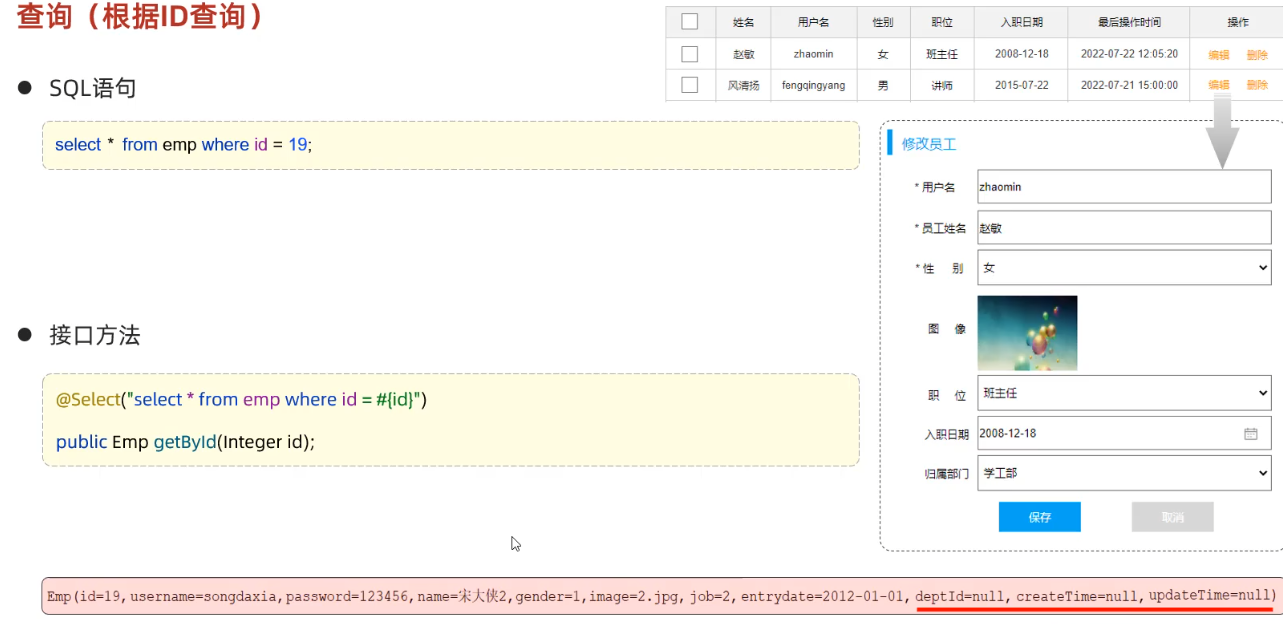 查询（根据ID查询）
姓名 用户名 性别 职位 入职日期 最后操作时间 操作
赵敏 zhaomin 女 班主任 2008-12-18 2022-07-22 12:05:20 编辑 删除
风清扬 fengqingyang 男 讲师 2015-07-22 2022-07-21 15:00:00 编辑 删除
● SQL语句
select * from emp where id = 19;
● 接口方法
@Select("select * from emp where id = #{id}")
public Emp getById(Integer id);
修改员工
* 用户名 zhaomin
* 员工姓名 赵敏
* 性 别 女
图 像
职 位 班主任
入职日期 2008-12-18
归属部门 学工部
保存 取消
Emp(id=19, username=songdaxia, password=123456, name=宋大侠2, gender=1, image=2.jpg, job=2, entrydate=2012-01-01, deptId=null, createTime=null, updateTime=null)